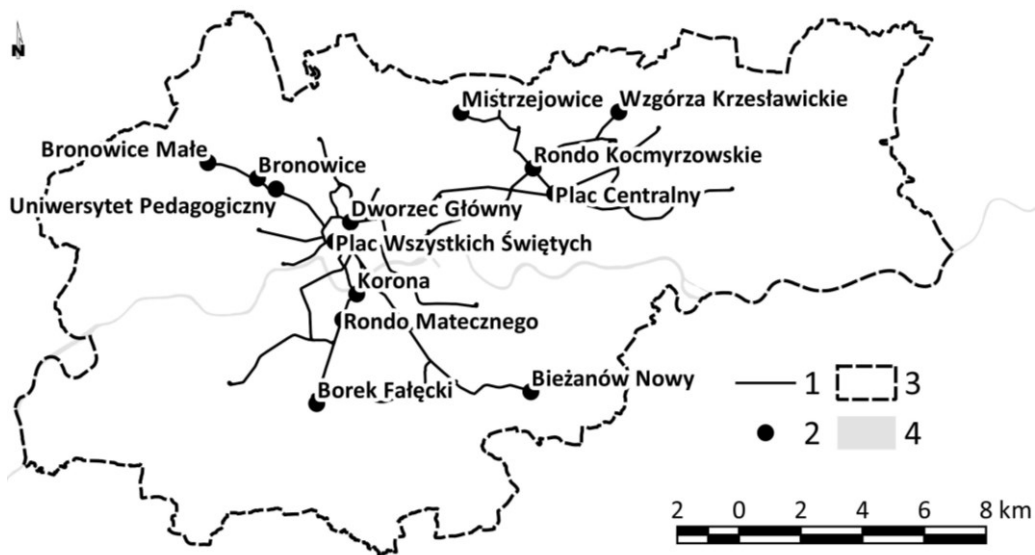 N
Mistrzejowice
Wzgórza Krzesławickie
Bronowice Małe
Bronowice
Rondo Kocmyrzowskie
Uniwersytet Pedagogiczny
Dworzec Główny
Plac Centralny
Plac Wszystkich Świętych
Korona
Rondo Matecznego
Borek Fałęcki
Bieżanów Nowy
1
3
2
4
2 0 2 4 6 8 km